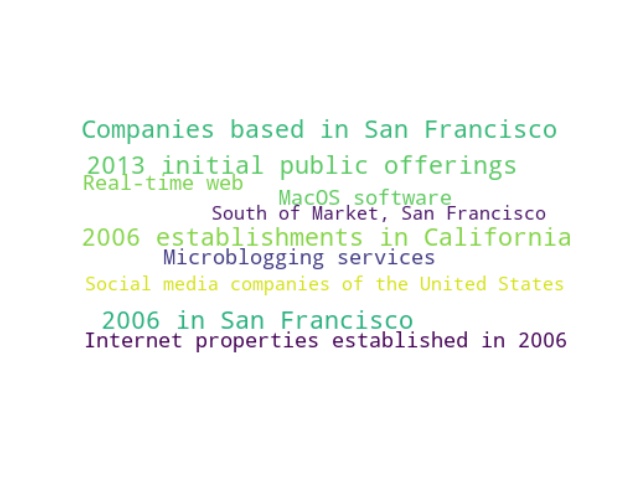 Companies based in San Francisco
2013 initial public offerings
Real-time web
MacOS software
South of Market, San Francisco
2006 establishments in California
Microblogging services
Social media companies of the United States
2006 in San Francisco
Internet properties established in 2006